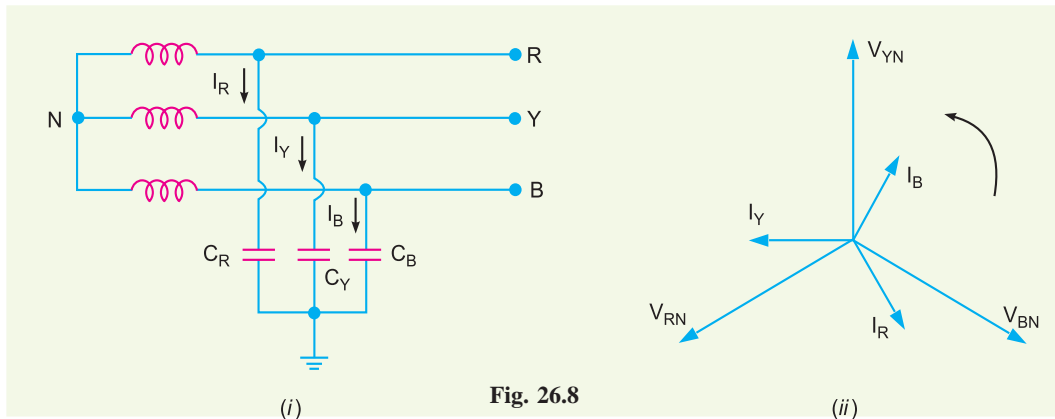 R
I_R
N
Y
I_Y
B
I_B
C_R
C_Y
C_B
(i)
V_YN
I_B
I_Y
V_RN
I_R
V_BN
(ii)
Fig. 26.8